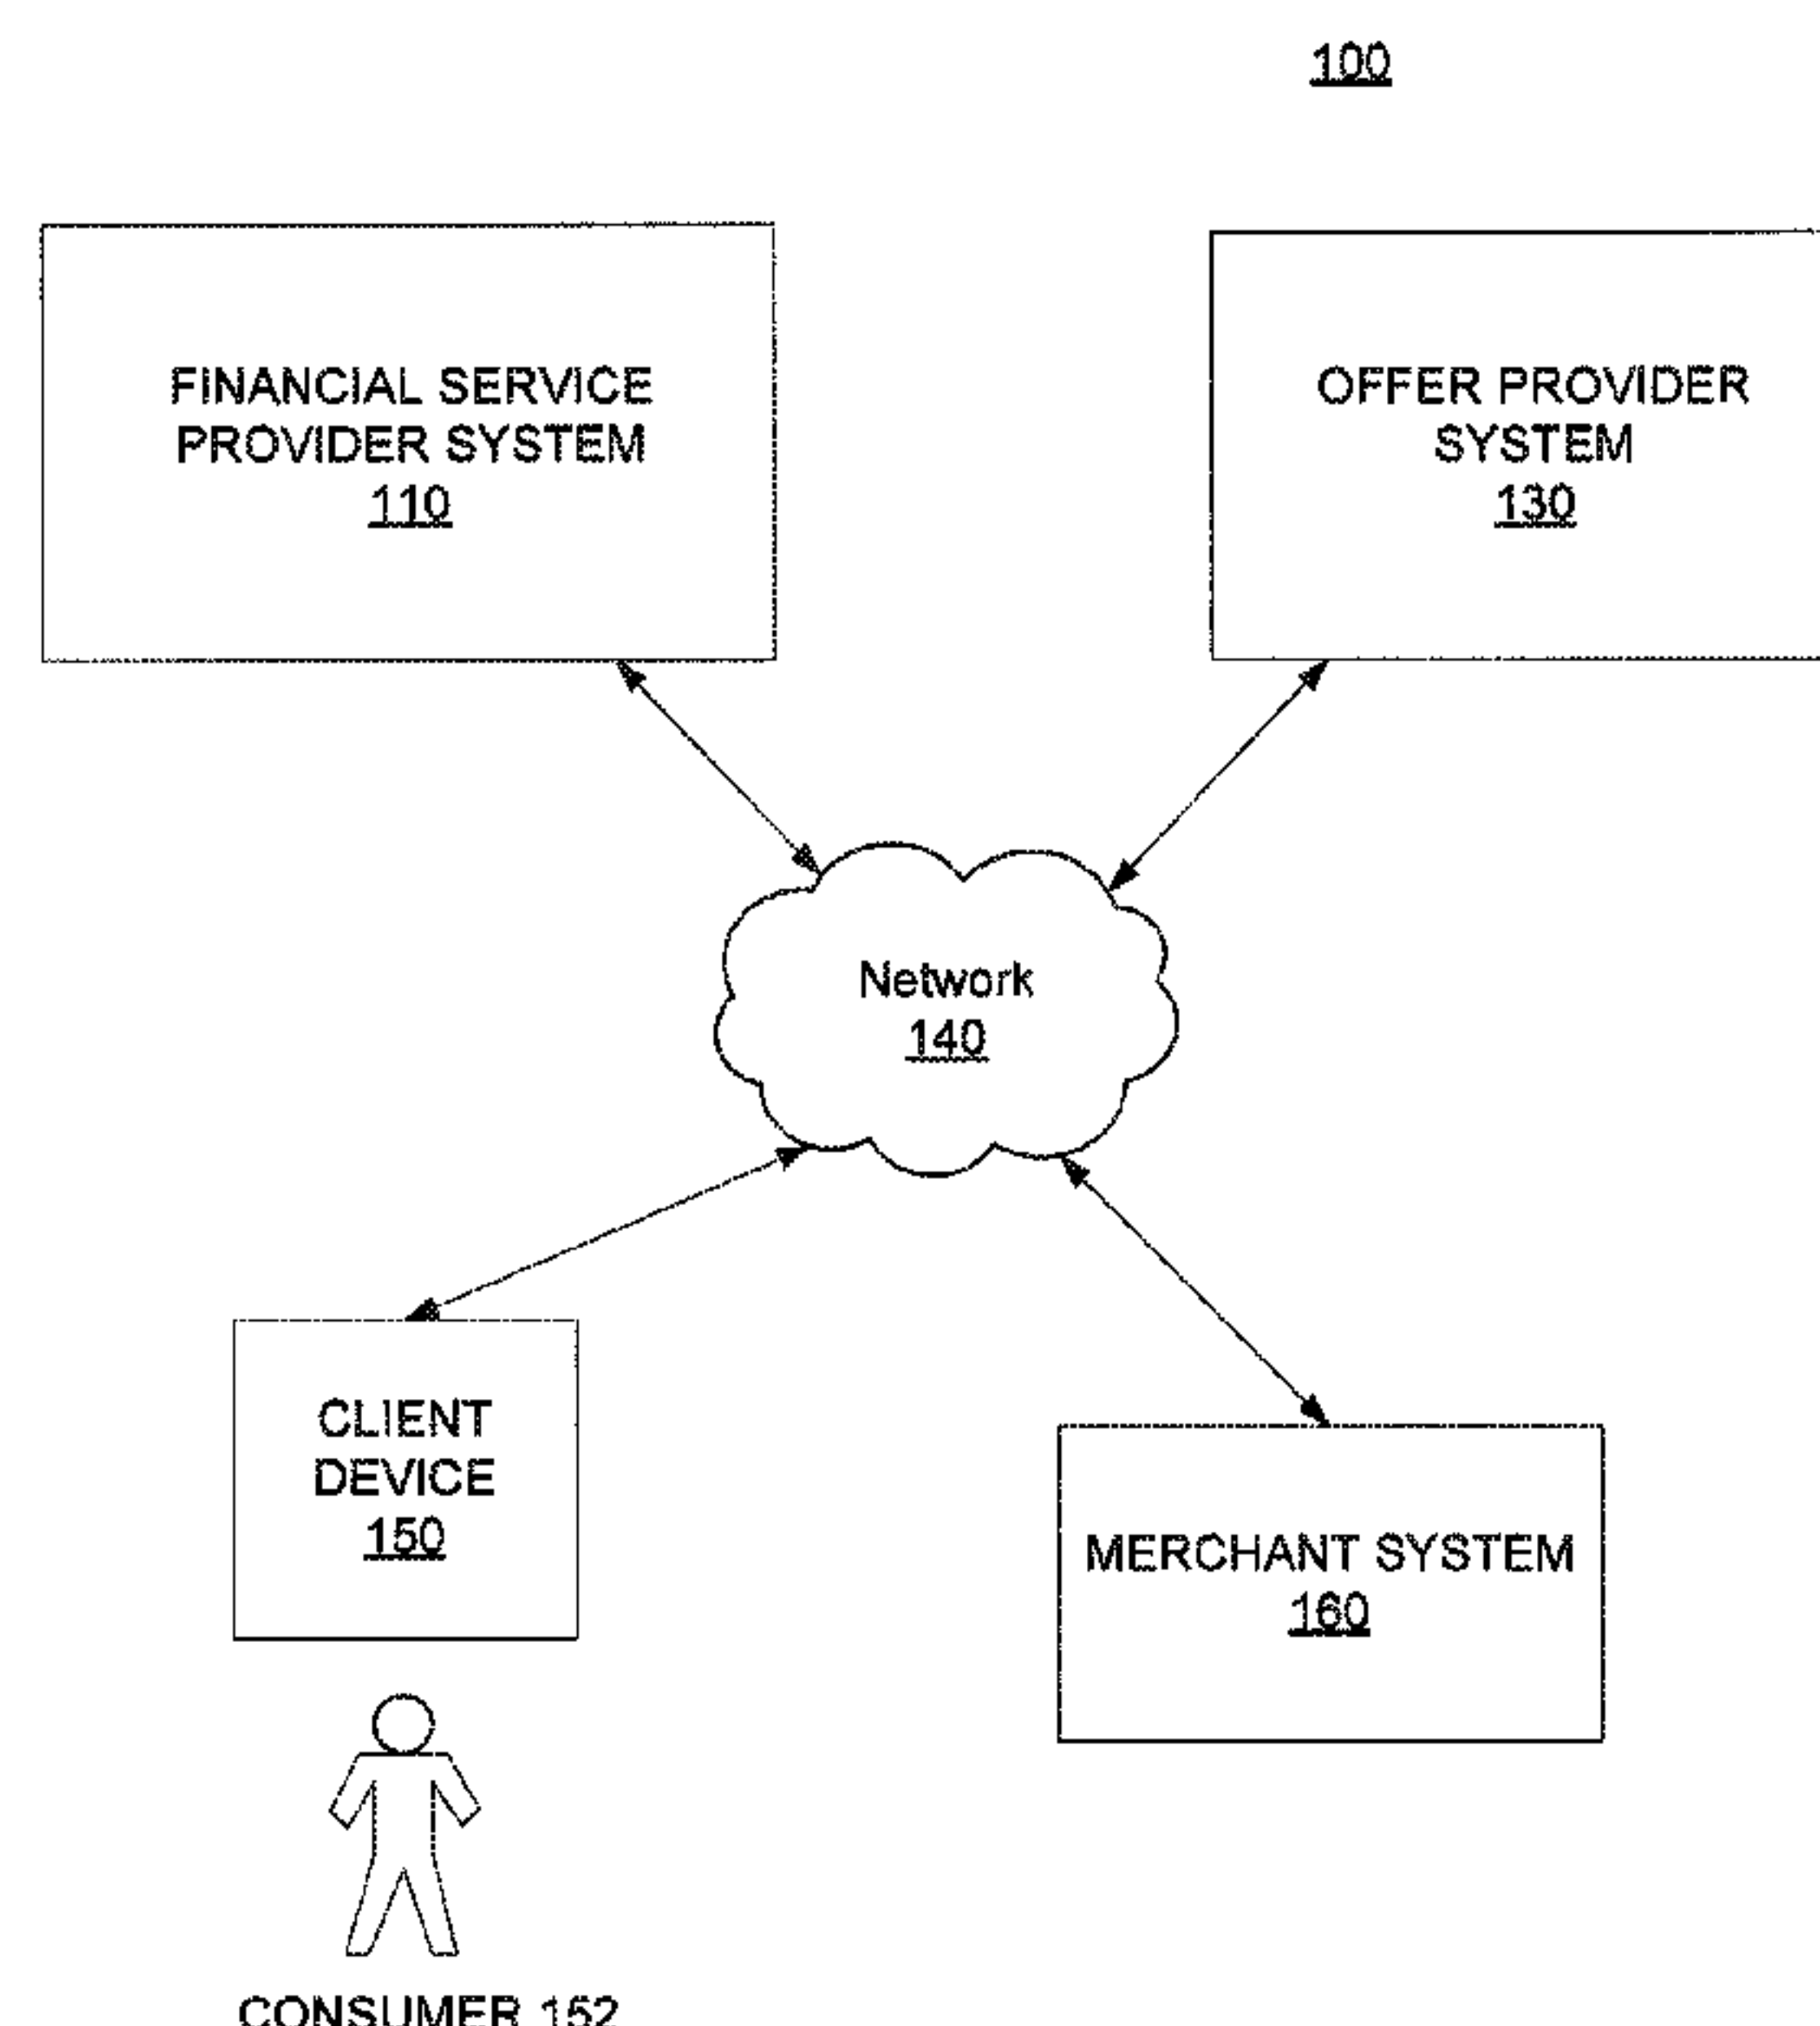 100
FINANCIAL SERVICE
PROVIDER SYSTEM
110
OFFER PROVIDER
SYSTEM
130
Network
140
CLIENT
DEVICE
150
MERCHANT SYSTEM
160
CONSUMER 152